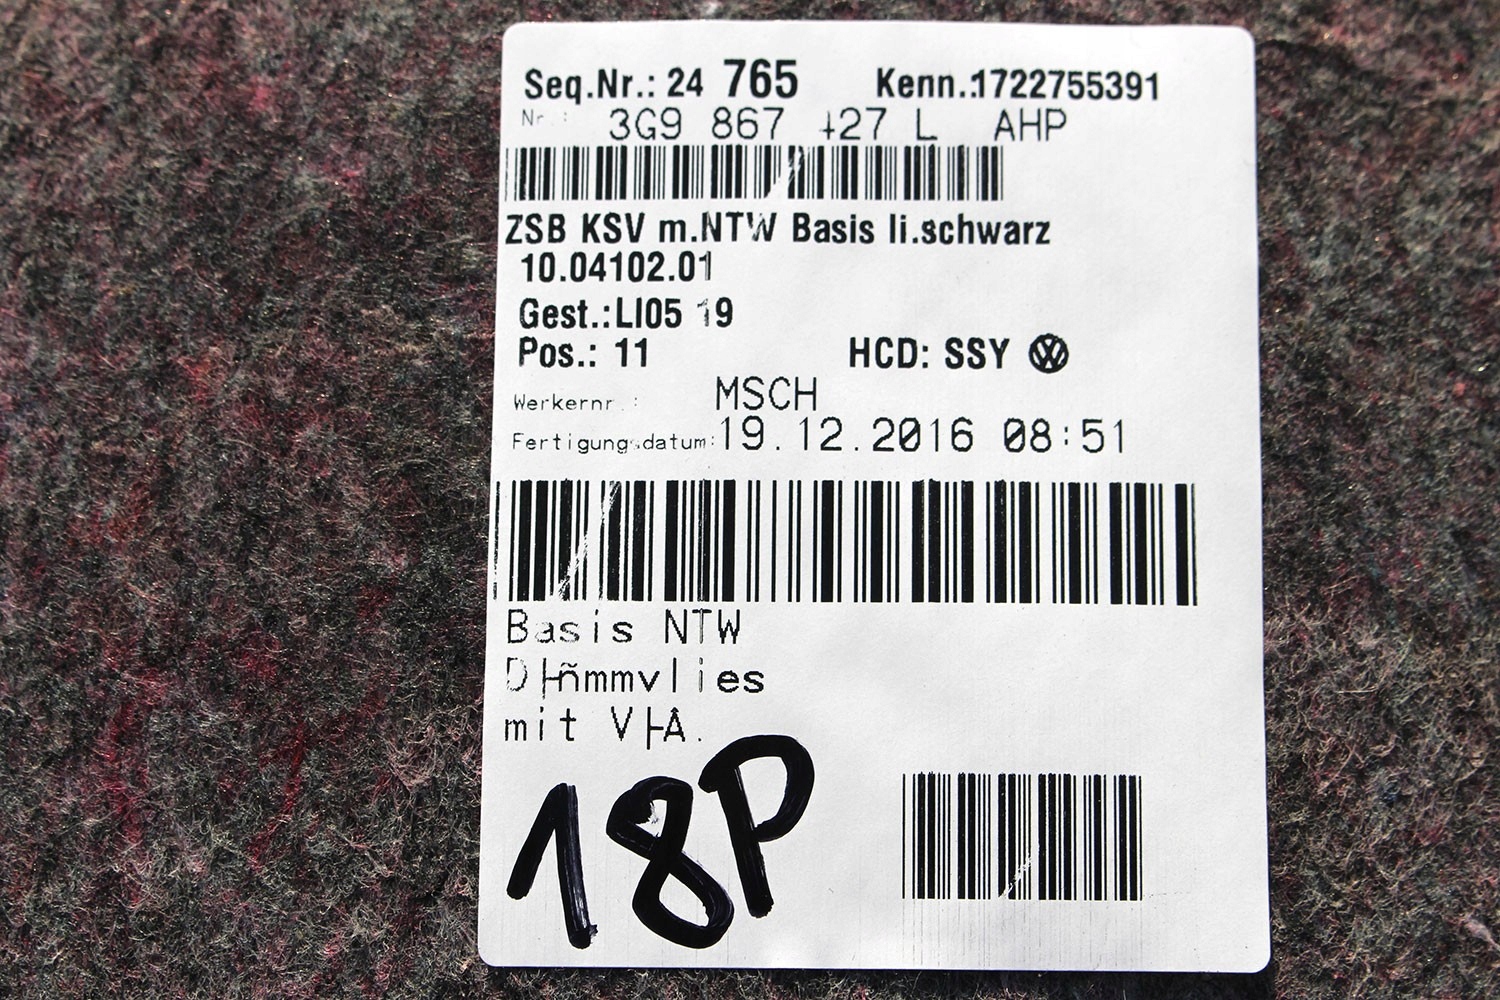 Seq.Nr.: 24 765 Kenn.:1722755391
Nr.: 3G9 867 427 L AHP
ZSB KSV m.NTW Basis li.schwarz
10.04102.01
Gest.:LI05 19
Pos.: 11 HCD: SSY
Werkernr.: MSCH
Fertigungsdatum:19.12.2016 08:51
Basis NTW
D├ñmmvlies
mit V├A.
18P